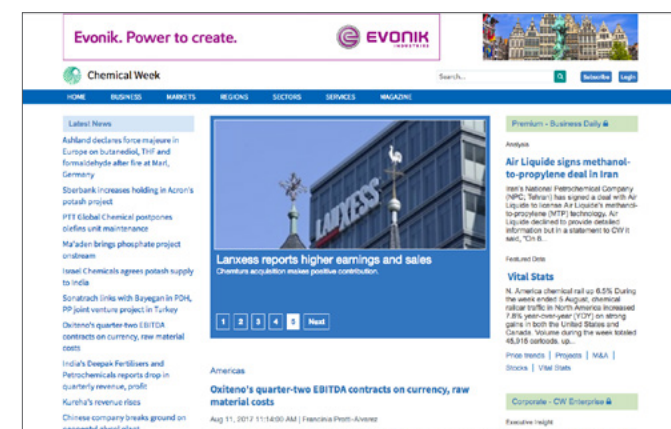 Evonik. Power to create.
EVONIK
INDUSTRIES
Chemical Week
Search...
Subscribe
Login
HOME BUSINESS MARKETS REGIONS SECTORS SERVICES MAGAZINE
Latest News
Ashland declares force majeure in
Europe on butanediol, THF and
formaldehyde after fire at Marl,
Germany
Sberbank increases holding in Acron's
potash project
PTT Global Chemical postpones
olefins unit maintenance
Ma'aden brings phosphate project
onstream
Israel Chemicals agrees potash supply
to India
Sonatrach links with Bayegan in PDH,
PP joint venture project in Turkey
Oxiteno's quarter-two EBITDA
contracts on currency, raw material
costs
India's Deepak Fertilisers and
Petrochemicals reports drop in
quarterly revenue, profit
Kureha's revenue rises
Chinese company breaks ground on
LANXESS
Lanxess reports higher earnings and sales
Chemtura acquisition makes positive contribution.
1 2 3 4 5 Next
Americas
Oxiteno's quarter-two EBITDA contracts on currency, raw
material costs
Aug 11, 2017 11:14:00 AM | Francinia Protti-Alvarez
Premium - Business Daily
Analysis
Air Liquide signs methanol-
to-propylene deal in Iran
Iran's National Petrochemical Company
(NPC; Tehran) has signed a deal with Air
Liquide to license Air Liquide's methanol-
to-propylene (MTP) technology. Air
Liquide declined to provide detailed
information but in a statement to CW it
said, "On 8...
Featured Data
Vital Stats
N. America chemical rail up 6.5% During
the week ended 5 August, chemical
railcar traffic in North America increased
7.8% year-over-year (YOY) on strong
gains in both the United States and
Canada. Volume during the week totaled
45,916 carloads, up...
Price trends | Projects | M&A |
Stocks | Vital Stats
Corporate - CW Enterprise
Executive Insight